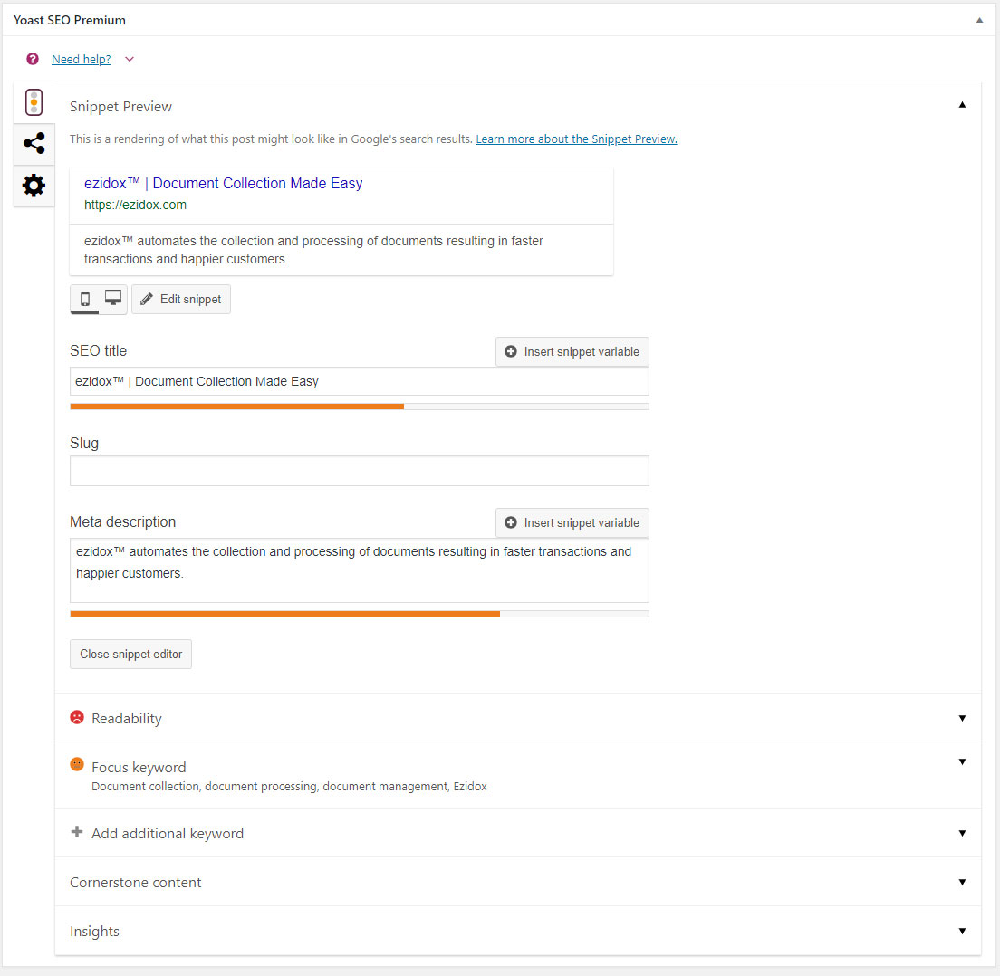 Yoast SEO Premium
Need help?
Snippet Preview
This is a rendering of what this post might look like in Google's search results. Learn more about the Snippet Preview.
ezidox™ | Document Collection Made Easy
https://ezidox.com
ezidox™ automates the collection and processing of documents resulting in faster
transactions and happier customers.
Edit snippet
SEO title
Insert snippet variable
ezidox™ | Document Collection Made Easy
Slug
Meta description
Insert snippet variable
ezidox™ automates the collection and processing of documents resulting in faster transactions and
happier customers.
Close snippet editor
Readability
Focus keyword
Document collection, document processing, document management, Ezidox
Add additional keyword
Cornerstone content
Insights